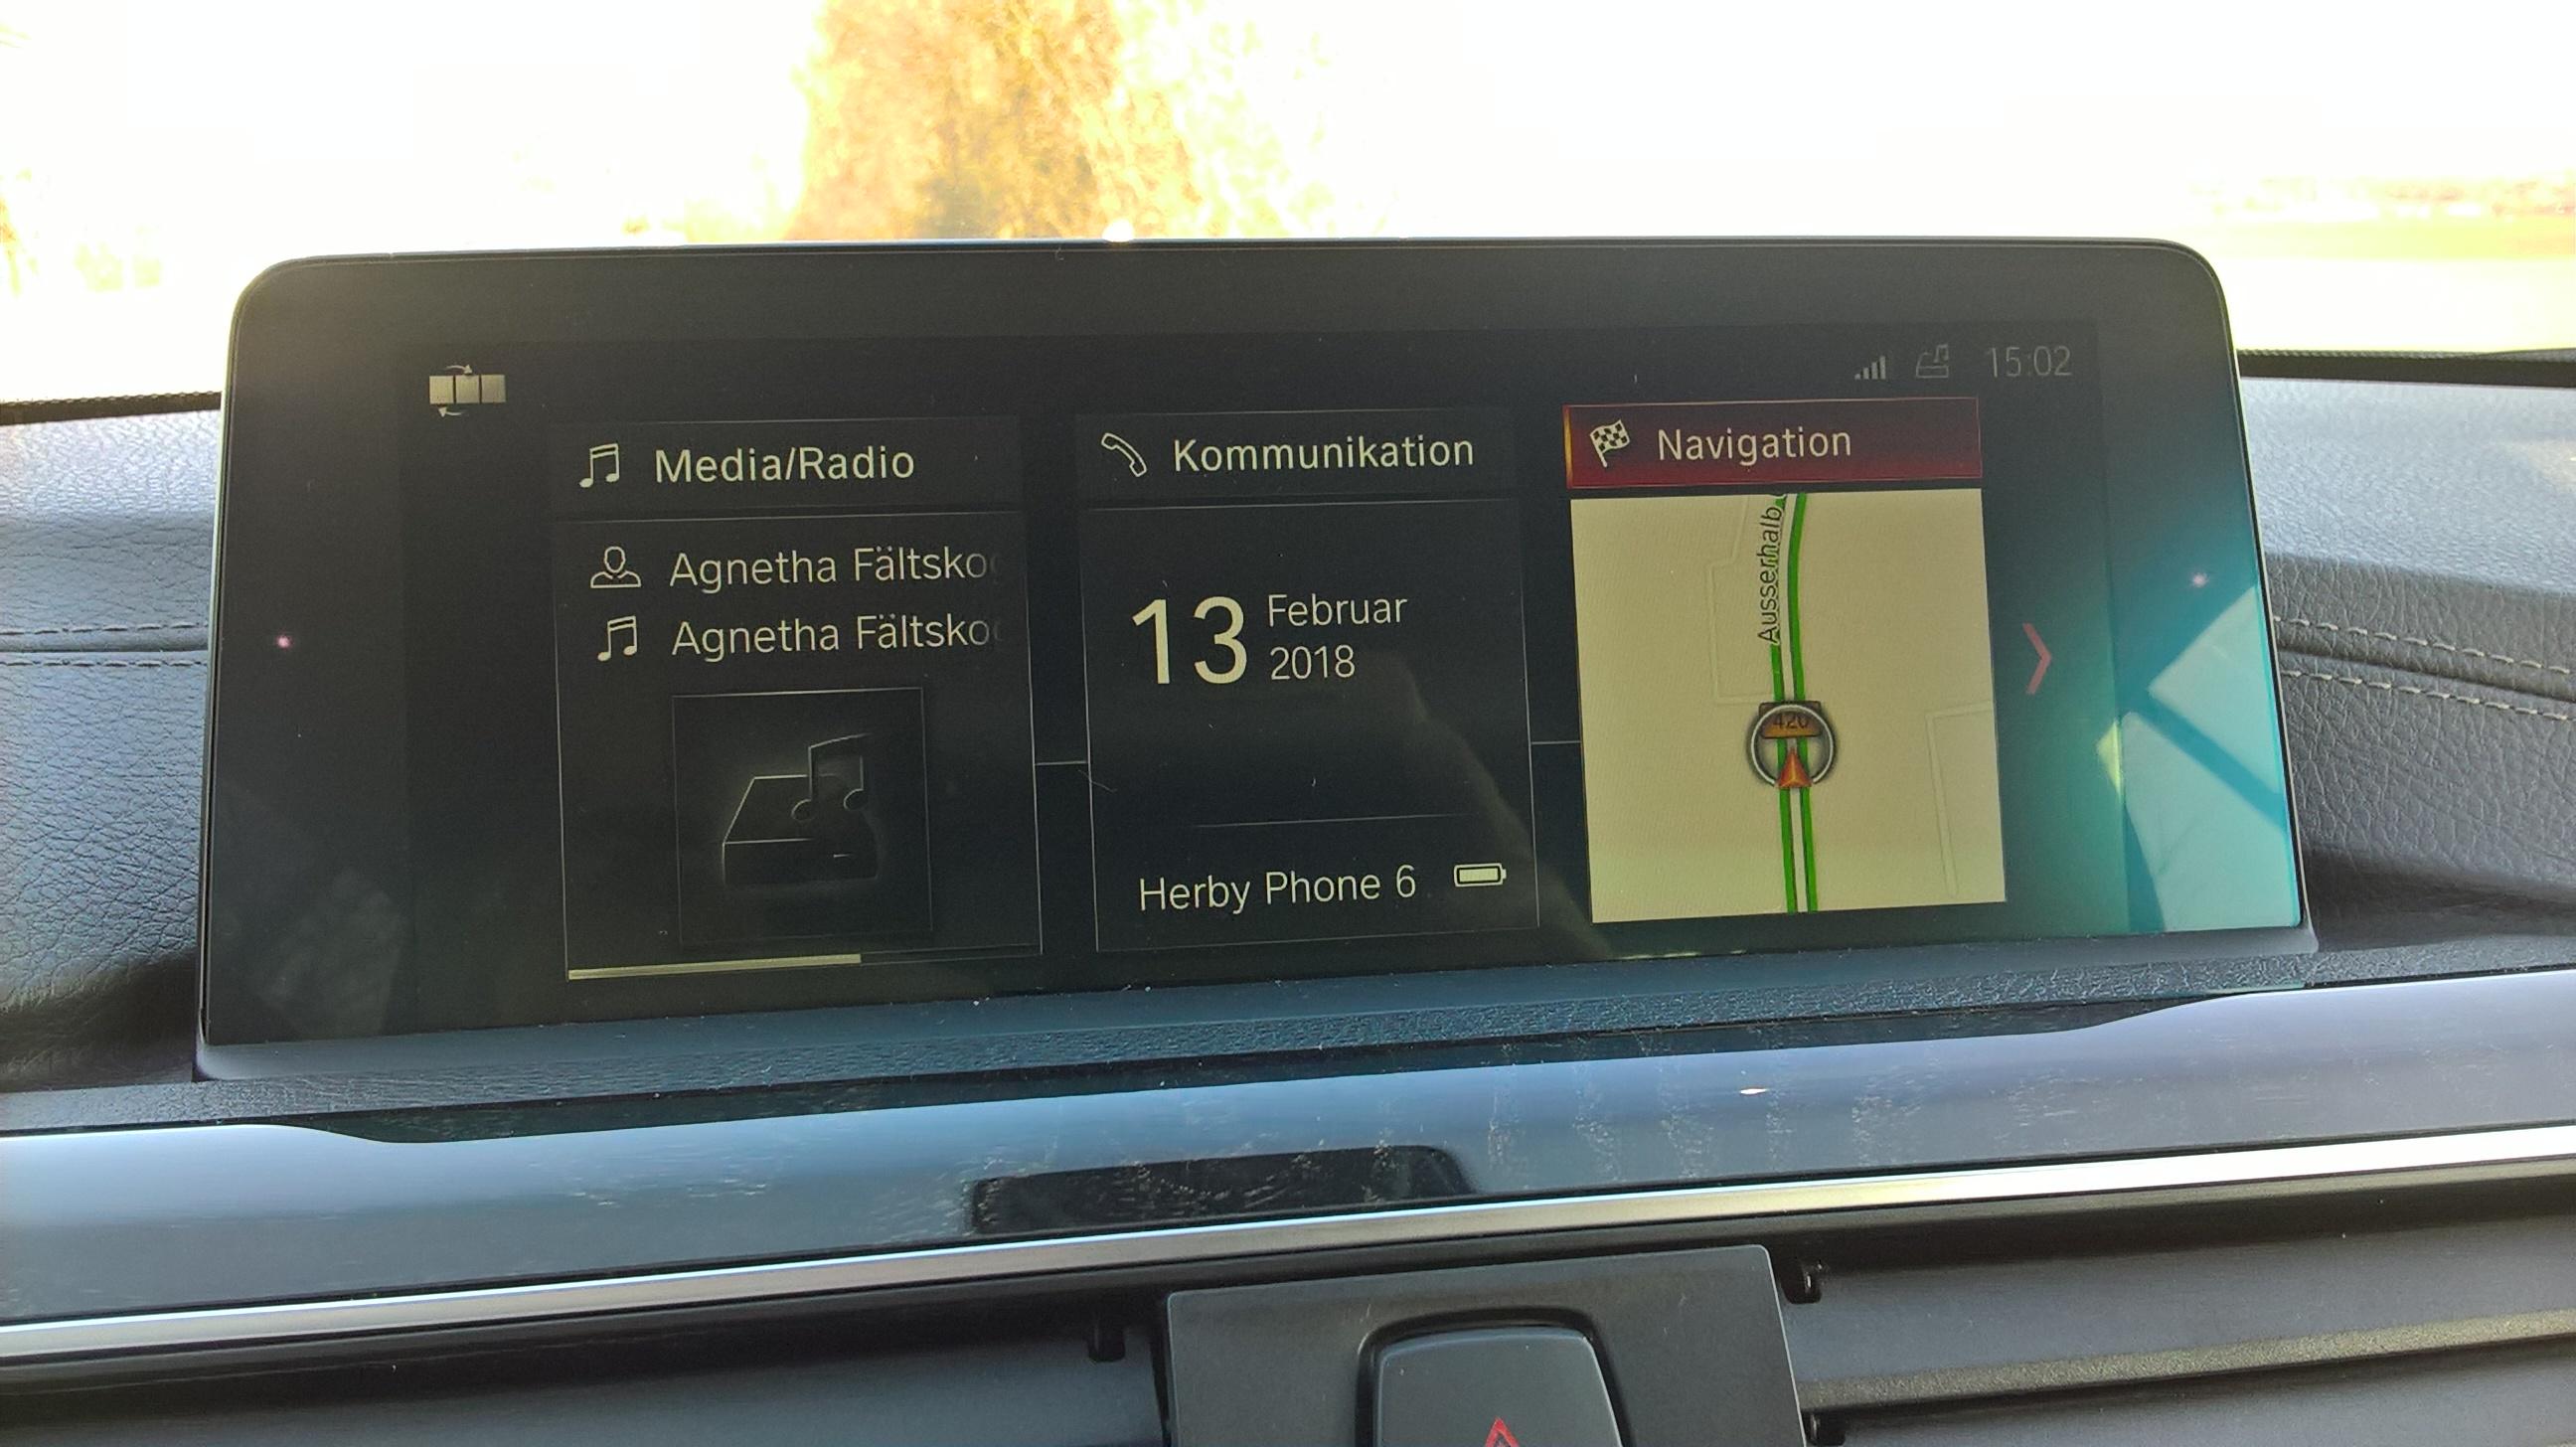 15:02
Media/Radio
Agnetha Fältsko
Agnetha Fältsko
Kommunikation
13
Februar
2018
Herby Phone 6
Navigation
Ausserhalb
420